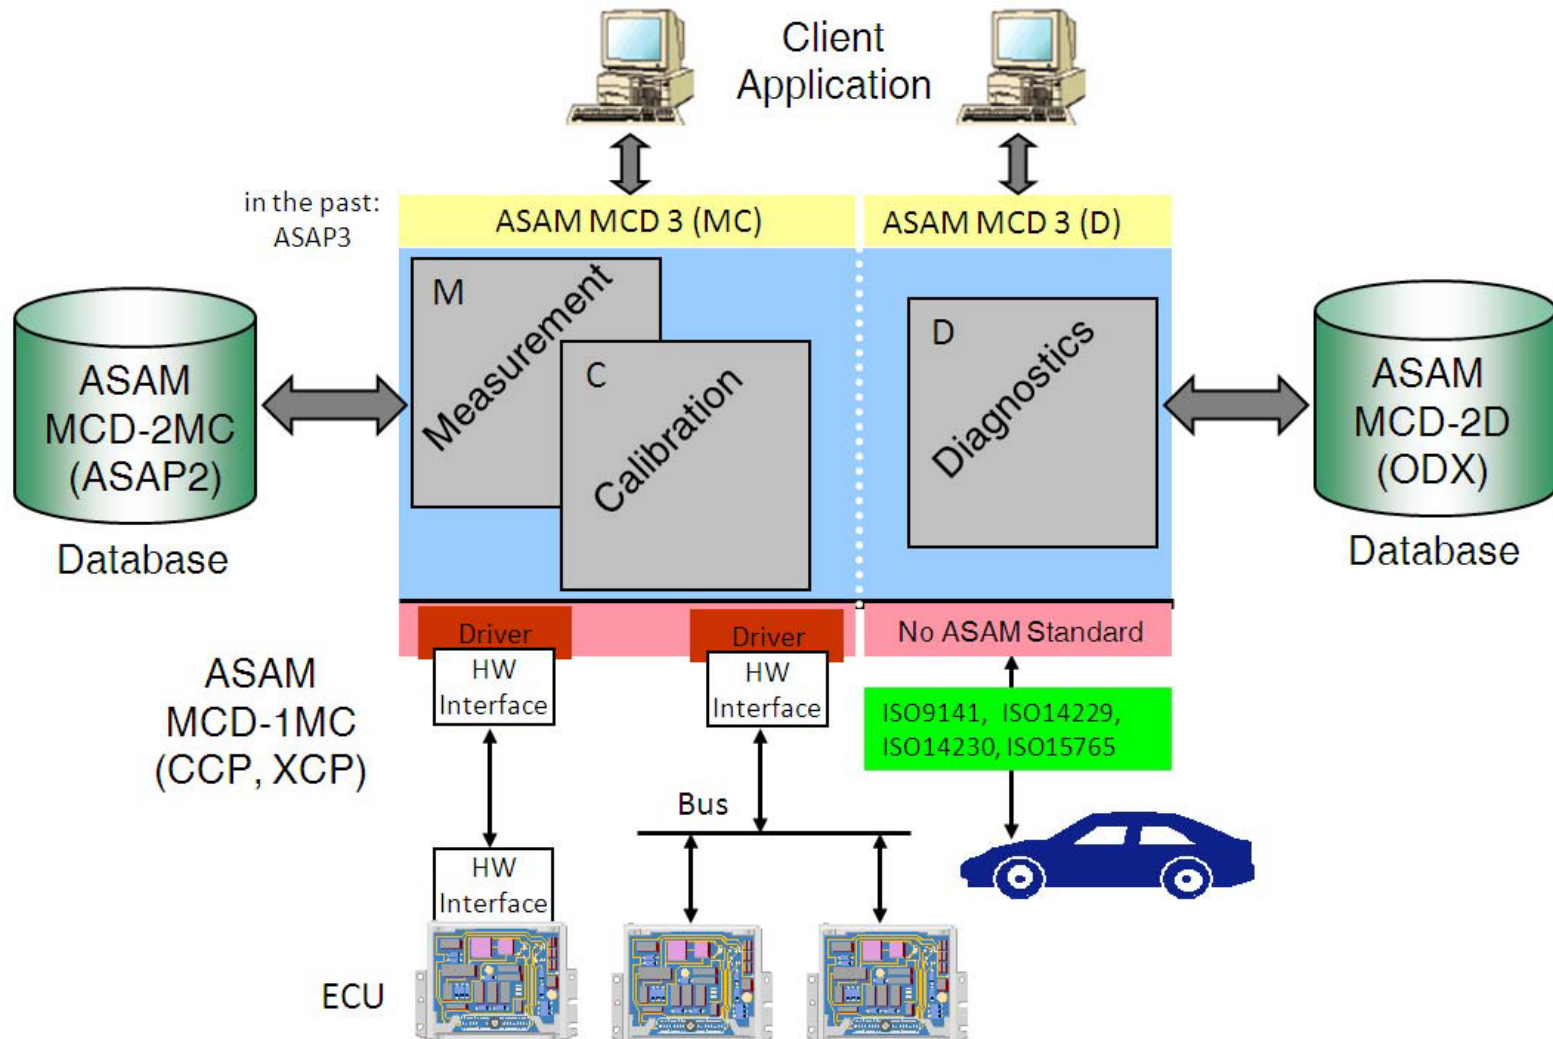 Client
Application
in the past:
ASAP3
ASAM MCD 3 (MC)
ASAM MCD 3 (D)
M
Measurement
C
Calibration
D
Diagnostics
ASAM
MCD-2MC
(ASAP2)
Database
ASAM
MCD-2D
(ODX)
Database
Driver
Driver
No ASAM Standard
HW
Interface
HW
Interface
ASAM
MCD-1MC
(CCP, XCP)
ISO9141, ISO14229,
ISO14230, ISO15765
Bus
HW
Interface
ECU